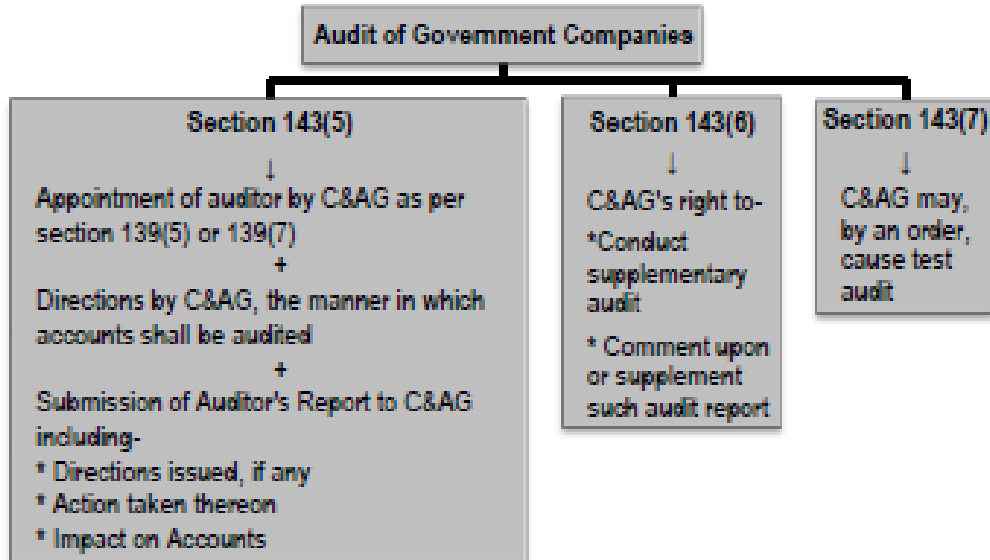 Audit of Government Companies
Section 143(5)
↓
Appointment of auditor by C&AG as per
section 139(5) or 139(7)
+
Directions by C&AG, the manner in which
accounts shall be audited
+
Submission of Auditor's Report to C&AG
including-
* Directions issued, if any
* Action taken thereon
* Impact on Accounts
Section 143(6)
↓
C&AG's right to-
*Conduct
supplementary
audit
* Comment upon
or supplement
such audit report
Section 143(7)
↓
C&AG may,
by an order,
cause test
audit